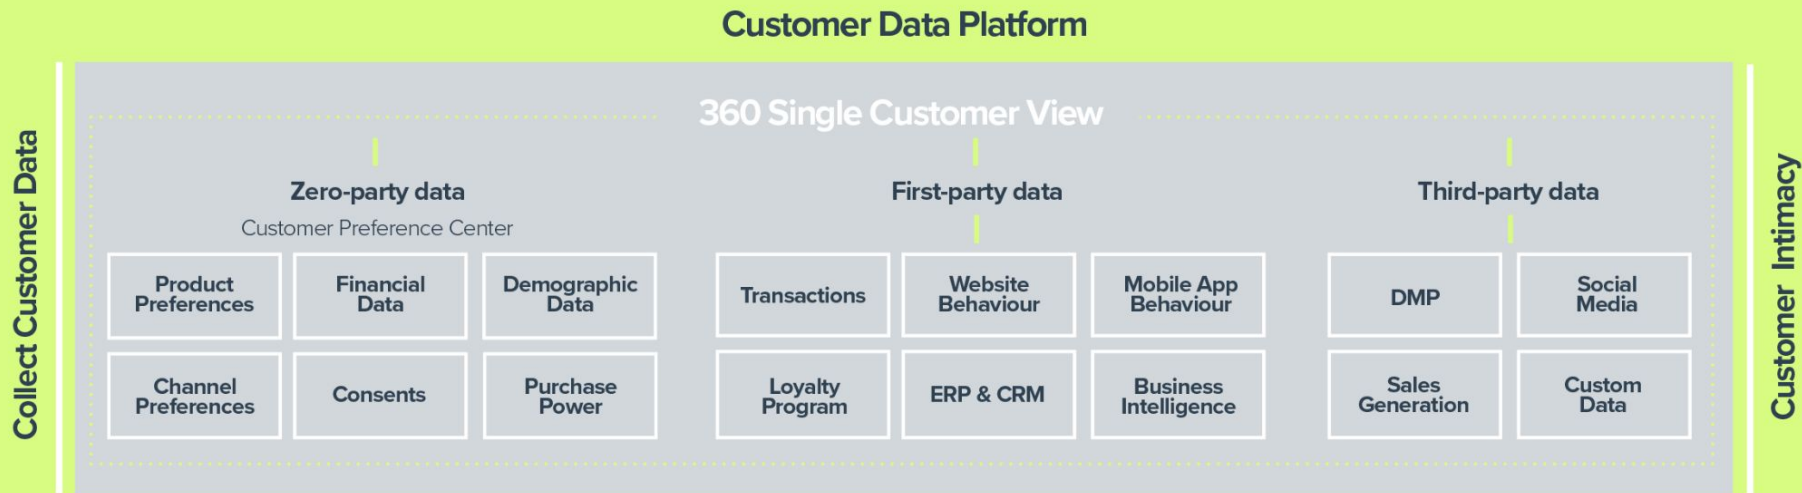 Customer Data Platform
Collect Customer Data
360 Single Customer View
Zero-party data
Customer Preference Center
Product
Preferences
Financial
Data
Demographic
Data
Channel
Preferences
Consents
Purchase
Power
First-party data
Transactions
Website
Behaviour
Mobile App
Behaviour
Loyalty
Program
ERP & CRM
Business
Intelligence
Third-party data
DMP
Social
Media
Sales
Generation
Custom
Data
Customer Intimacy